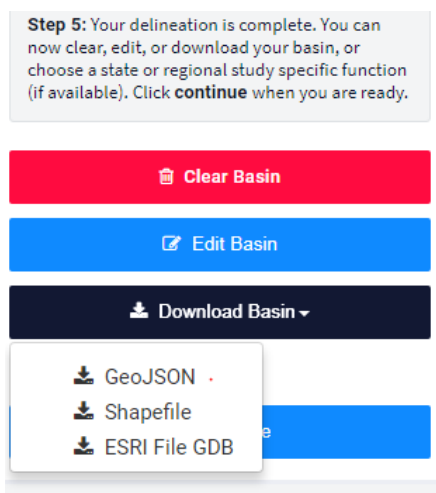 Step 5: Your delineation is complete. You can
now clear, edit, or download your basin, or
choose a state or regional study specific function
(if available). Click continue when you are ready.
Clear Basin
Edit Basin
Download Basin
GeoJSON
Shapefile
ESRI File GDB
e